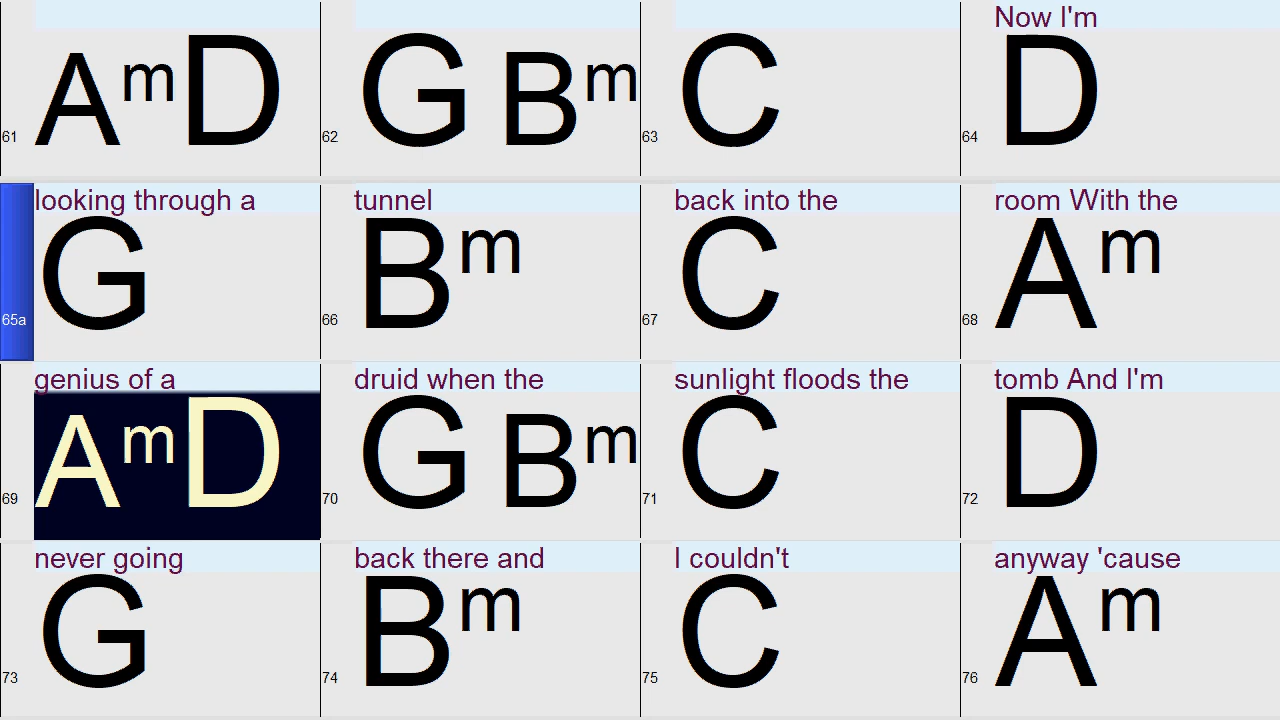 Now I'm
61 Am D 62 G Bm 63 C 64 D
looking through a tunnel back into the room With the
65a G 66 Bm 67 C 68 Am
genius of a druid when the sunlight floods the tomb And I'm
69 Am D 70 G Bm 71 C 72 D
never going back there and I couldn't anyway 'cause
73 G 74 Bm 75 C 76 Am